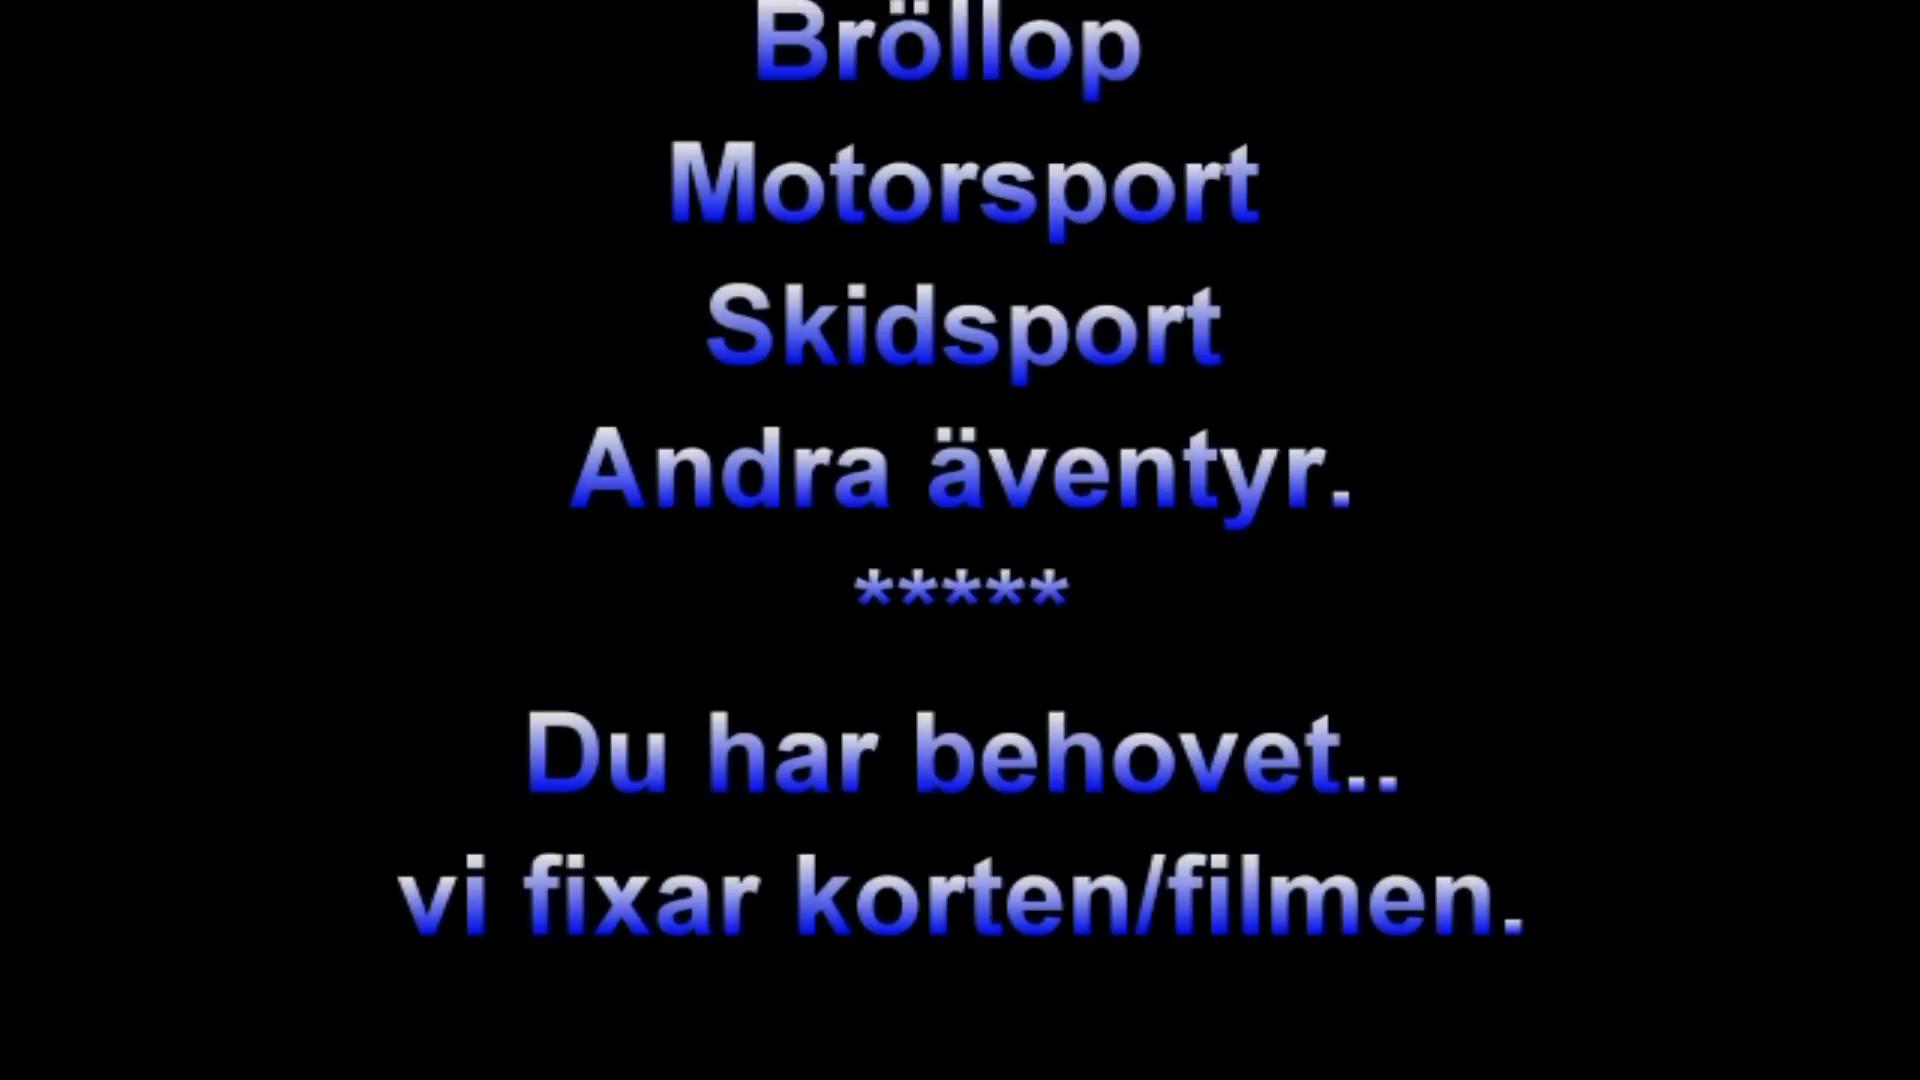 Bröllop
Motorsport
Skidsport
Andra äventyr.
*****
Du har behovet..
vi fixar korten/filmen.